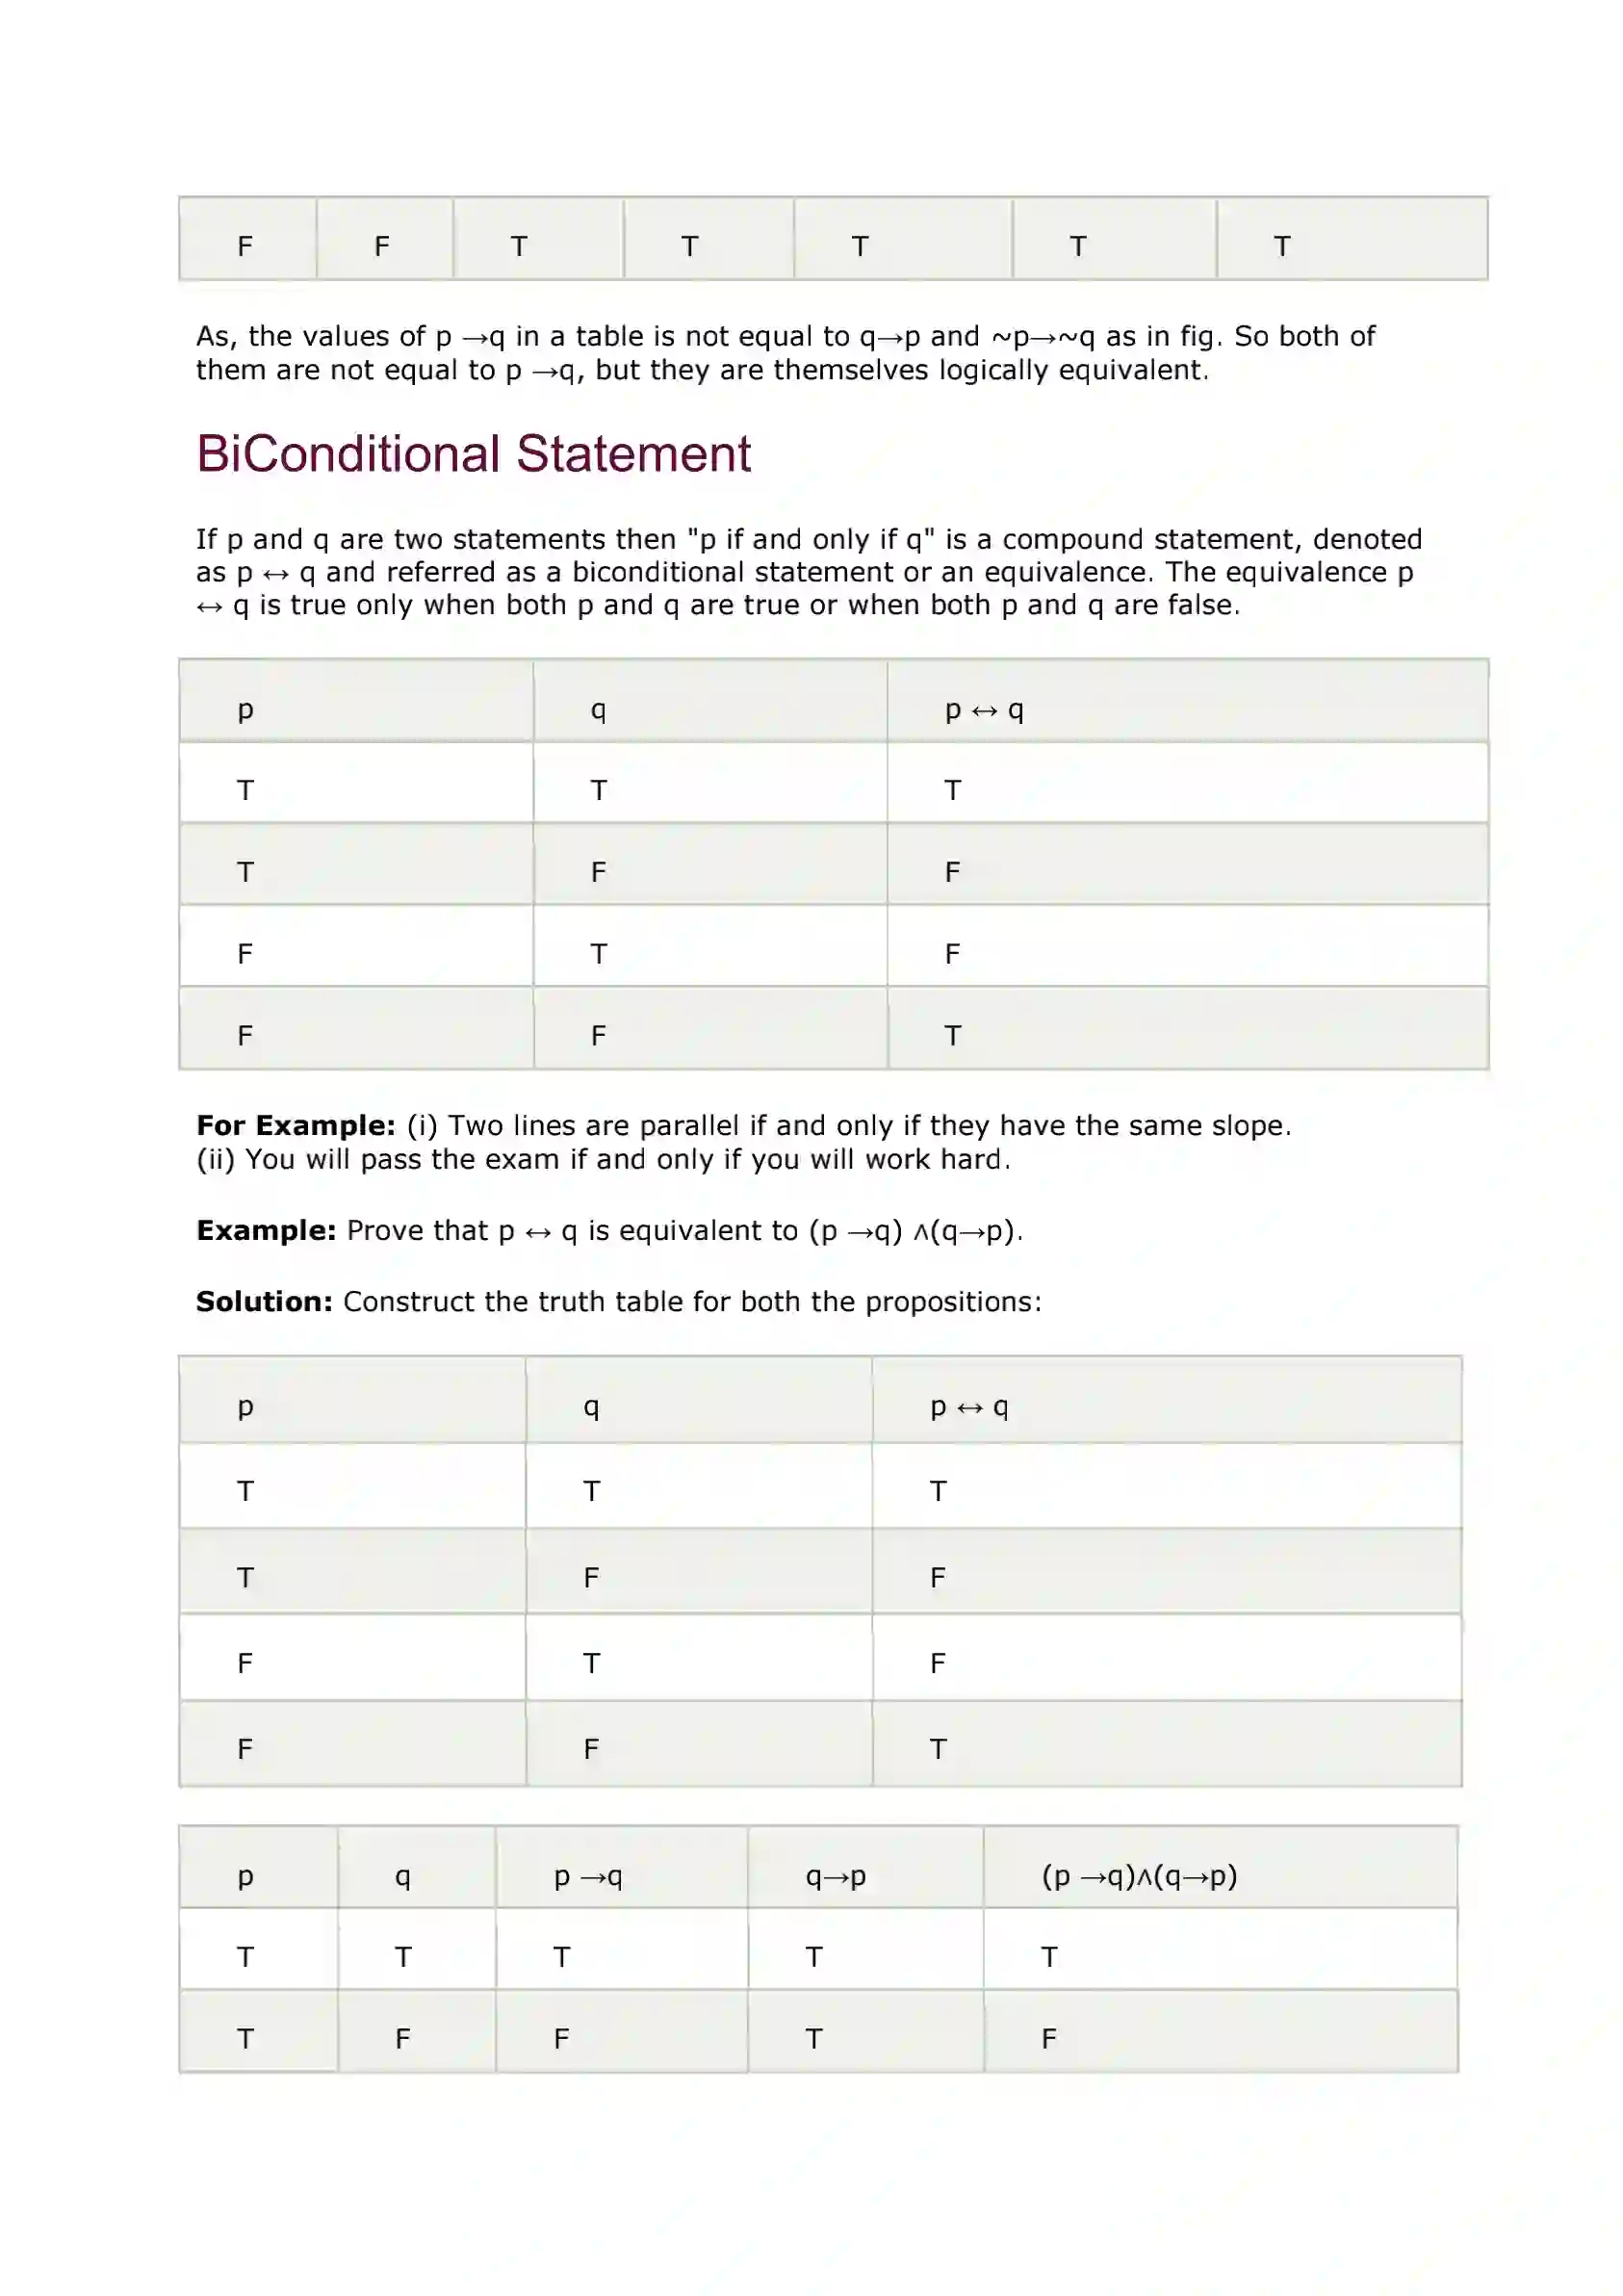 F F T T T T T
As, the values of p →q in a table is not equal to q→p and ~p→~q as in fig. So both of
them are not equal to p →q, but they are themselves logically equivalent.
BiConditional Statement
If p and q are two statements then "p if and only if q" is a compound statement, denoted
as p ↔ q and referred as a biconditional statement or an equivalence. The equivalence p
↔ q is true only when both p and q are true or when both p and q are false.
p q p ↔ q
T T T
T F F
F T F
F F T
For Example: (i) Two lines are parallel if and only if they have the same slope.
(ii) You will pass the exam if and only if you will work hard.
Example: Prove that p ↔ q is equivalent to (p →q) ∧(q→p).
Solution: Construct the truth table for both the propositions:
p q p ↔ q
T T T
T F F
F T F
F F T
p q p →q q→p (p →q)∧(q→p)
T T T T T
T F F T F